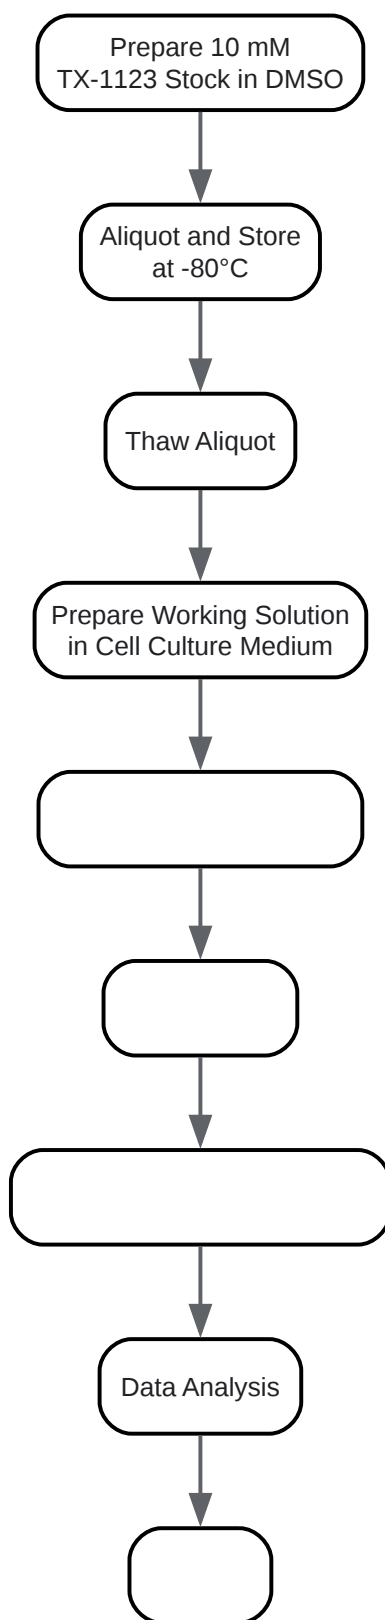 Prepare 10 mM
TX-1123 Stock in DMSO
Aliquot and Store
at -80°C
Thaw Aliquot
Prepare Working Solution
in Cell Culture Medium
Data Analysis